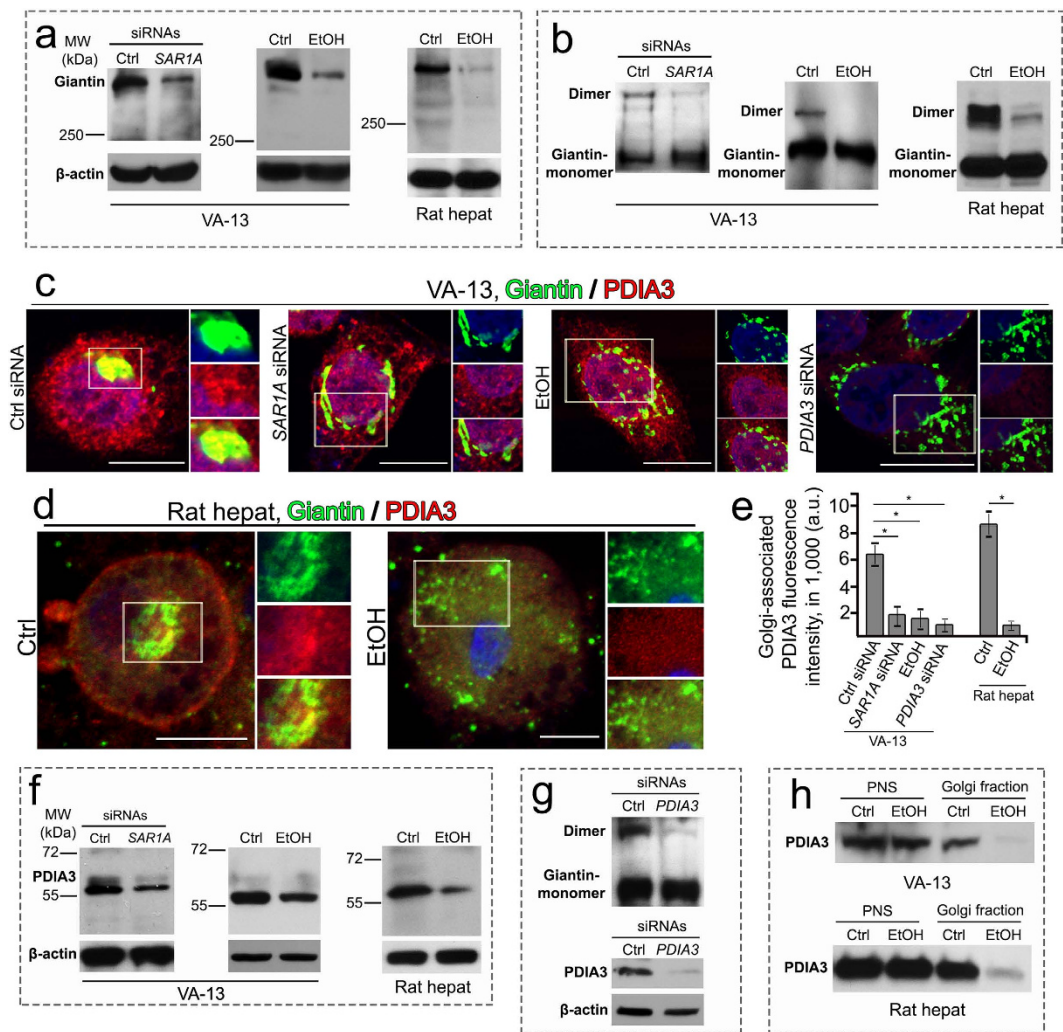 a
MW
(kDa)
siRNAs
Ctrl SAR1A
Giantin
250
β-actin
Ctrl EtOH
250
VA-13
Ctrl EtOH
250
Rat hepat
b
siRNAs
Ctrl SAR1A
Dimer
Giantin-
monomer
Ctrl EtOH
Dimer
Giantin-
monomer
VA-13
Ctrl EtOH
Dimer
Giantin-
monomer
Rat hepat
c
VA-13, Giantin / PDIA3
Ctrl siRNA
SAR1A siRNA
EtOH
PDIA3 siRNA
d
Rat hepat, Giantin / PDIA3
Ctrl
EtOH
e
Golgi-associated
PDIA3 fluorescence
intensity, in 1,000 (a.u.)
10
8
6
4
2
* * * *
Ctrl siRNA
SAR1A siRNA
EtOH
PDIA3 siRNA
VA-13
Ctrl
EtOH
Rat hepat
f
MW
(kDa)
siRNAs
Ctrl SAR1A
72
PDIA3
55
β-actin
Ctrl EtOH
72
55
VA-13
Ctrl EtOH
72
55
Rat hepat
g
siRNAs
Ctrl PDIA3
Dimer
Giantin-
monomer
siRNAs
Ctrl PDIA3
PDIA3
β-actin
h
PNS Golgi fraction
Ctrl EtOH Ctrl EtOH
PDIA3
VA-13
PNS Golgi fraction
Ctrl EtOH Ctrl EtOH
PDIA3
Rat hepat